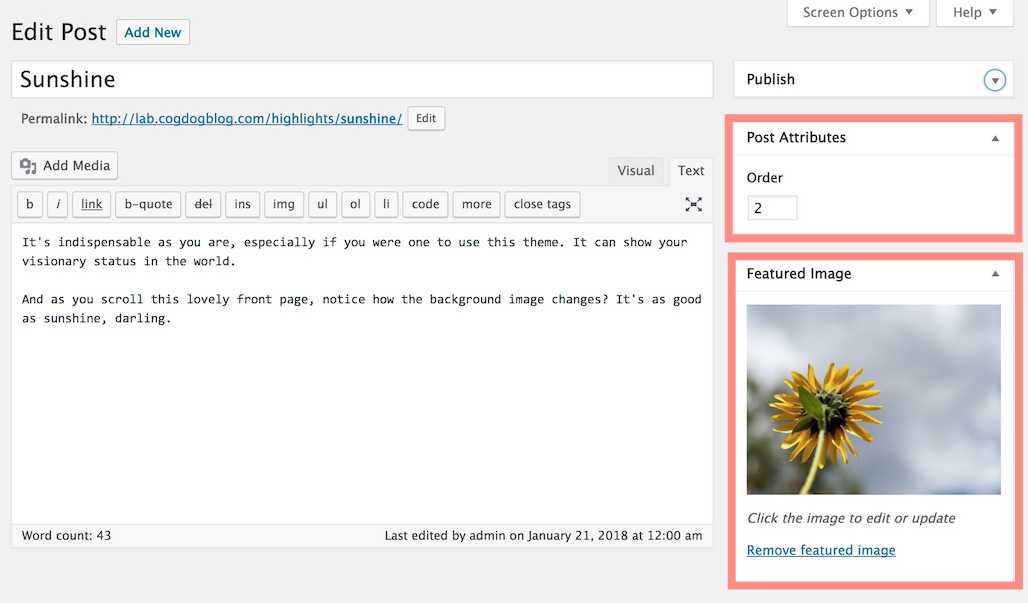 Screen Options
Help
Edit Post Add New
Sunshine
Permalink: http://lab.cogdogblog.com/highlights/sunshine/ Edit
Add Media
Visual Text
b i link b-quote del ins img ul ol li code more close tags
It's indispensable as you are, especially if you were one to use this theme. It can show your
visionary status in the world.
And as you scroll this lovely front page, notice how the background image changes? It's as good
as sunshine, darling.
Word count: 43 Last edited by admin on January 21, 2018 at 12:00 am
Publish
Post Attributes
Order
2
Featured Image
Click the image to edit or update
Remove featured image